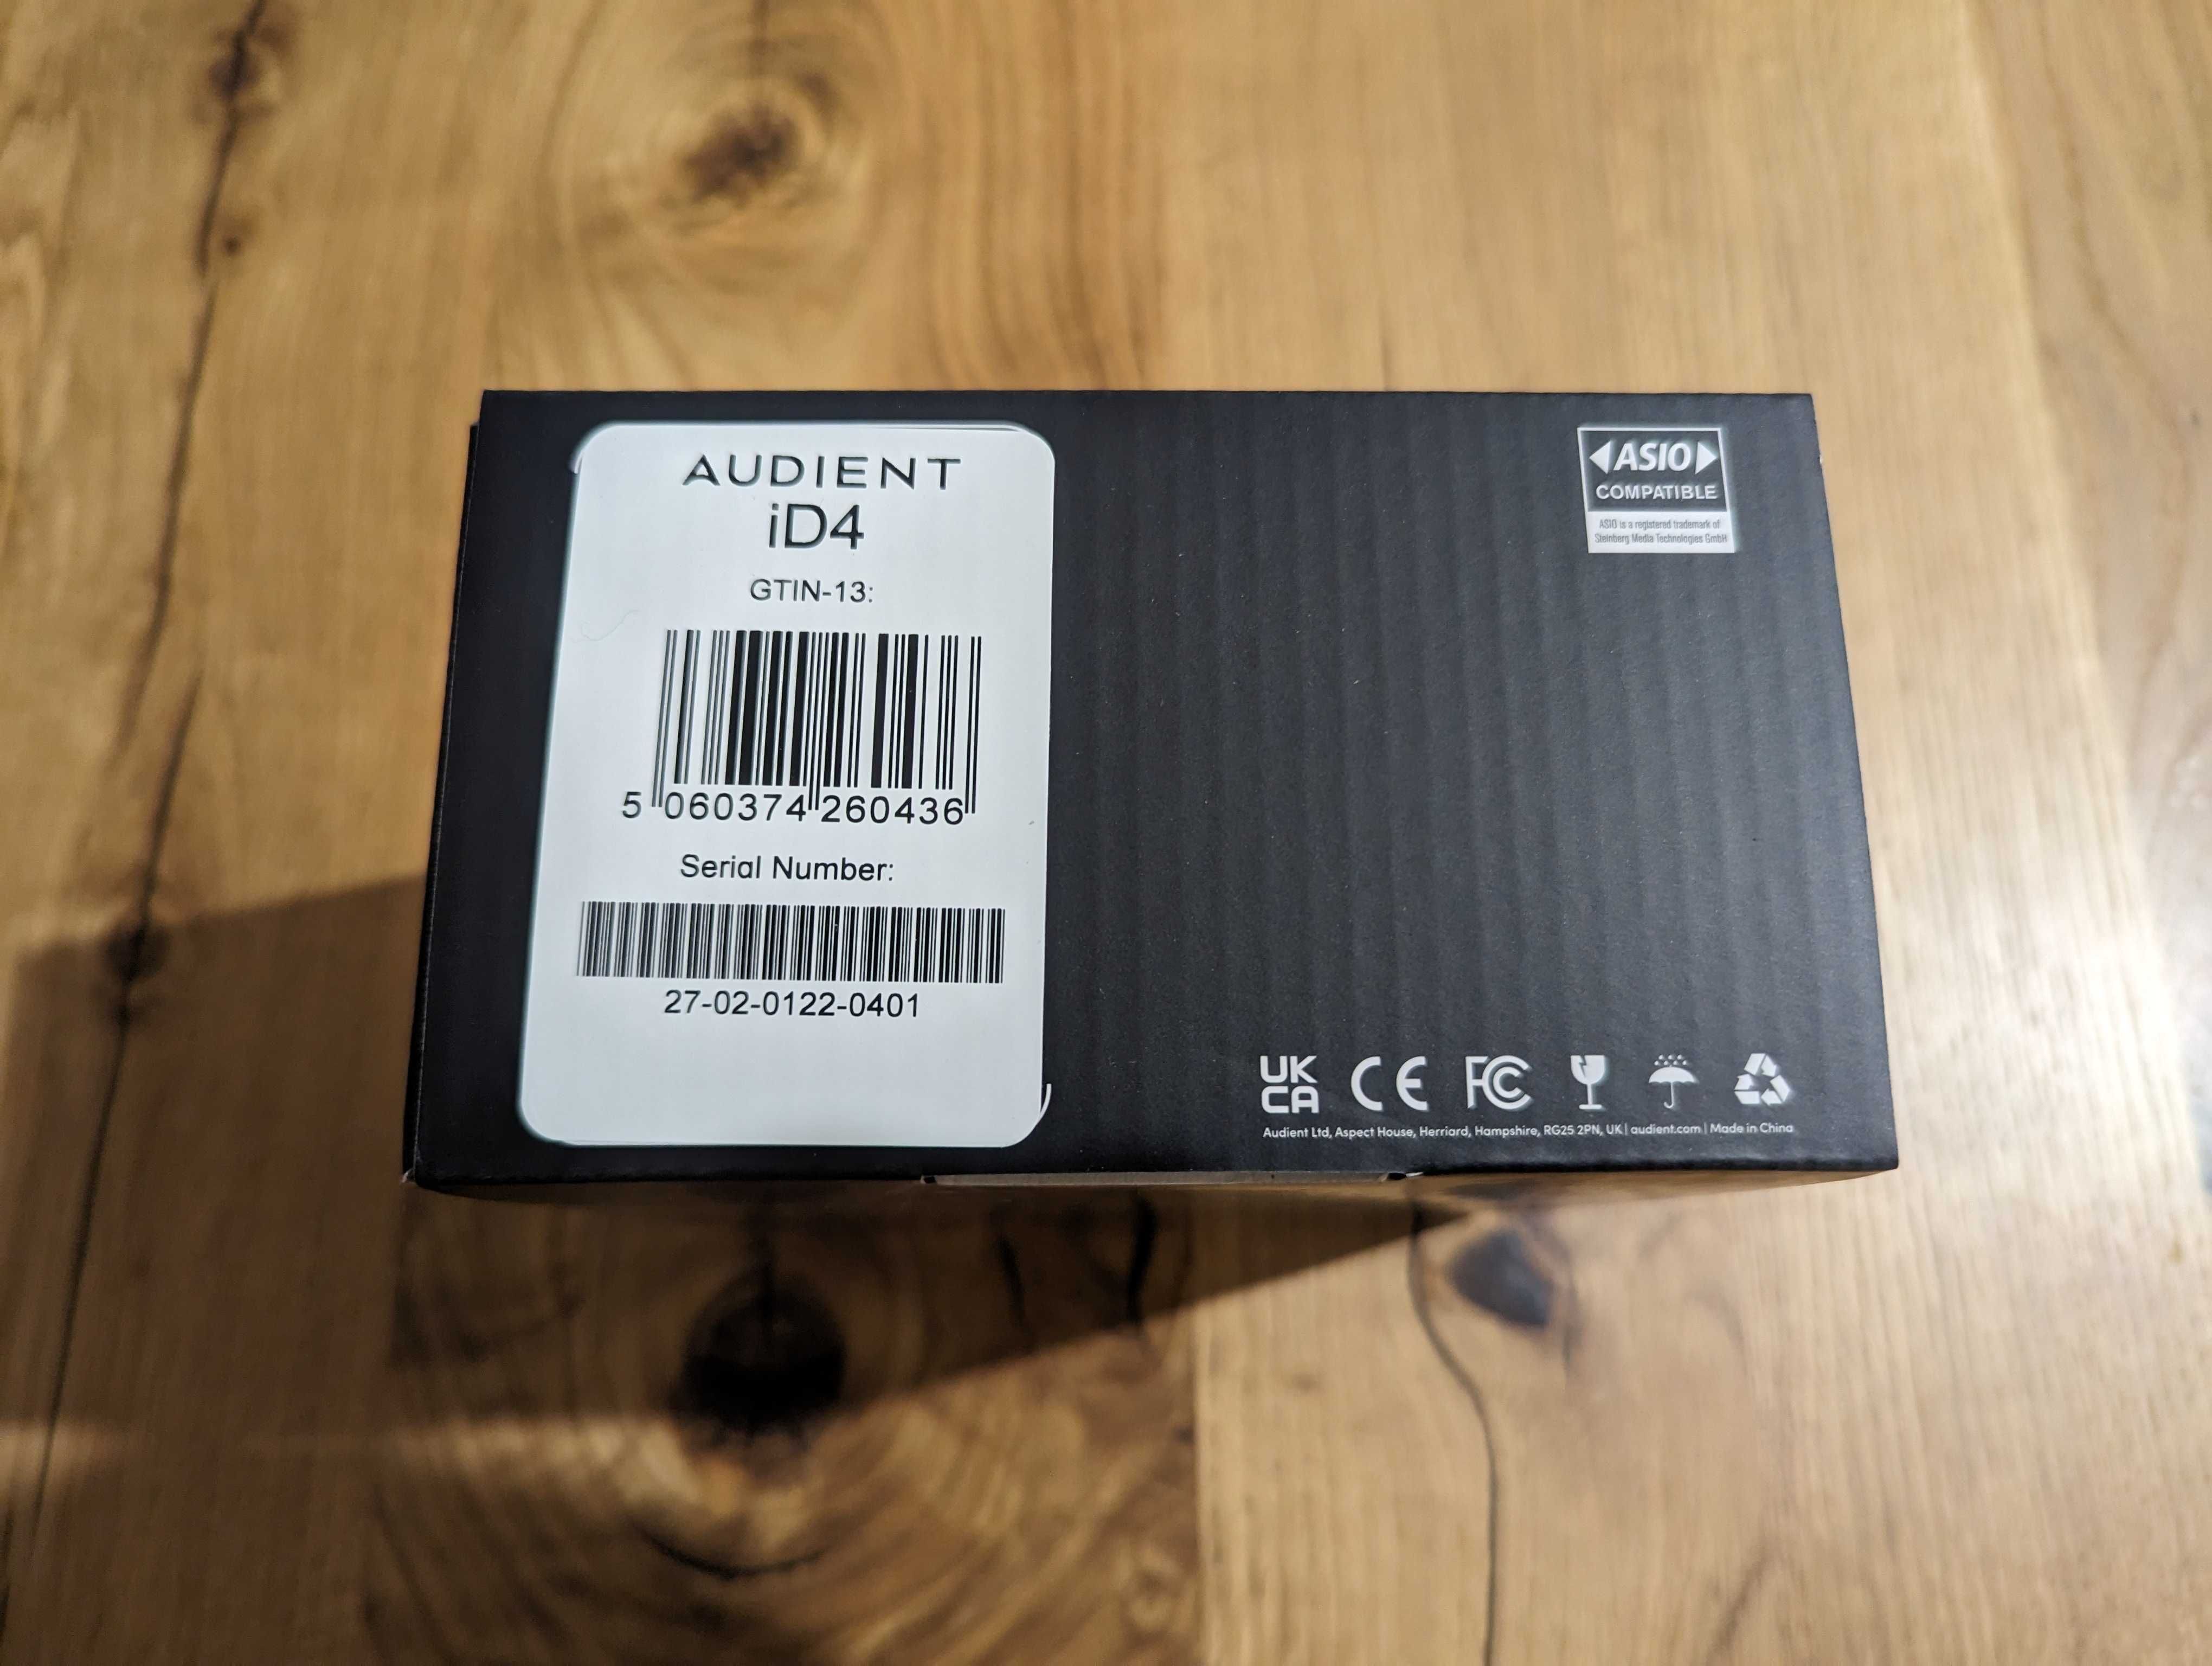 AUDIENT
iD4
GTIN-13:
5 060374 260436
Serial Number:
27-02-0122-0401
ASIO
COMPATIBLE
ASIO is a registered trademark of
Steinberg Media Technologies GmbH
UK
CA
CE
FC
Audient Ltd, Aspect House, Herriard, Hampshire, RG25 2PN, UK | audient.com | Made in China